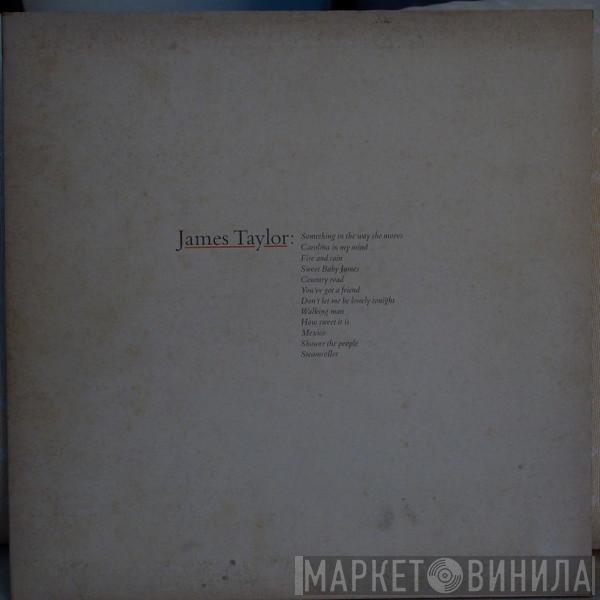 James Taylor:
Something in the way she moves
Carolina in my mind
Fire and rain
Sweet Baby James
Country road
You've got a friend
Don't let me be lonely tonight
Walking man
How sweet it is
Mexico
Shower the people
Steamroller
МАРКЕТ ВИНИЛА